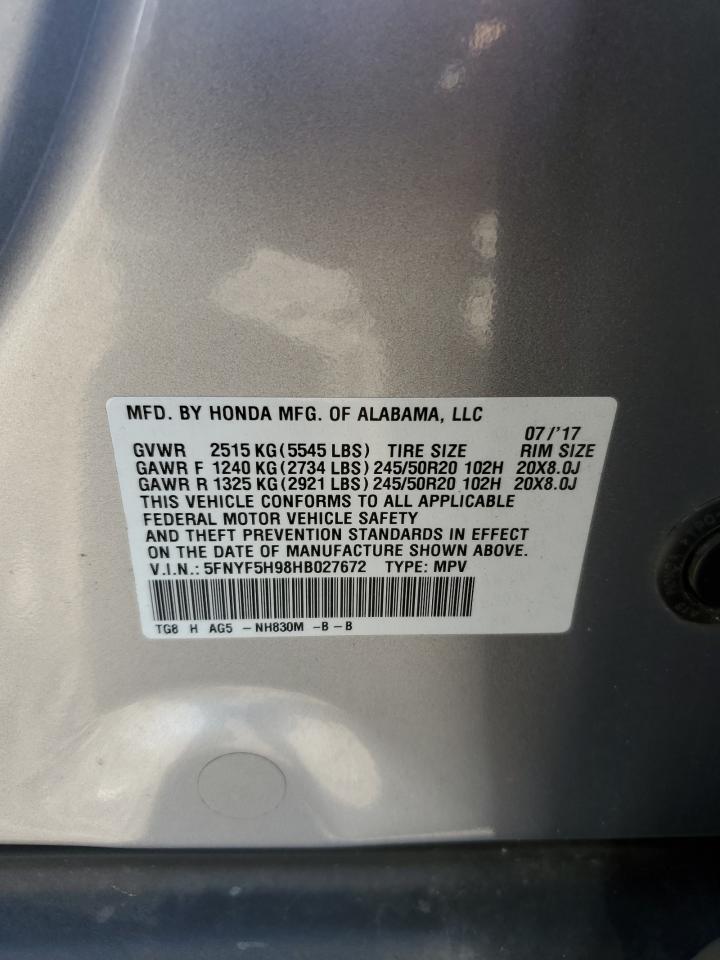 MFD. BY HONDA MFG. OF ALABAMA, LLC
07/'17
GVWR 2515 KG (5545 LBS) TIRE SIZE RIM SIZE
GAWR F 1240 KG (2734 LBS) 245/50R20 102H 20X8.0J
GAWR R 1325 KG (2921 LBS) 245/50R20 102H 20X8.0J
THIS VEHICLE CONFORMS TO ALL APPLICABLE
FEDERAL MOTOR VEHICLE SAFETY
AND THEFT PREVENTION STANDARDS IN EFFECT
ON THE DATE OF MANUFACTURE SHOWN ABOVE.
V.I.N.: 5FNYF5H98HB027672 TYPE: MPV
TG8 H AG5 - NH830M - B - B